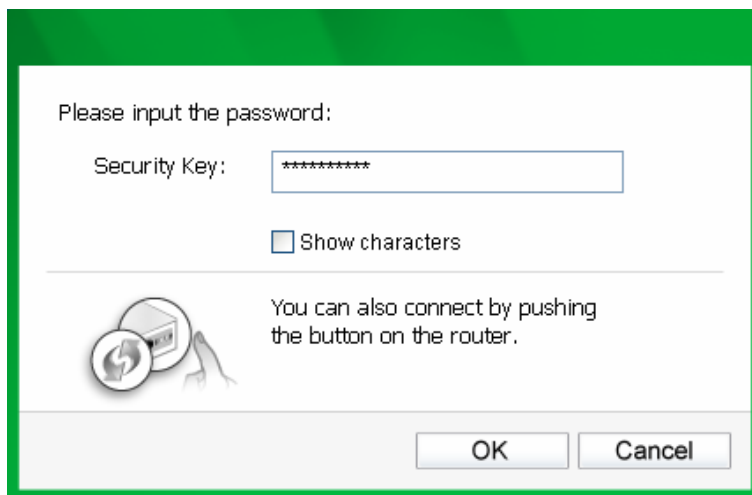 Please input the password:
Security Key: **********
Show characters
You can also connect by pushing
the button on the router.
OK Cancel